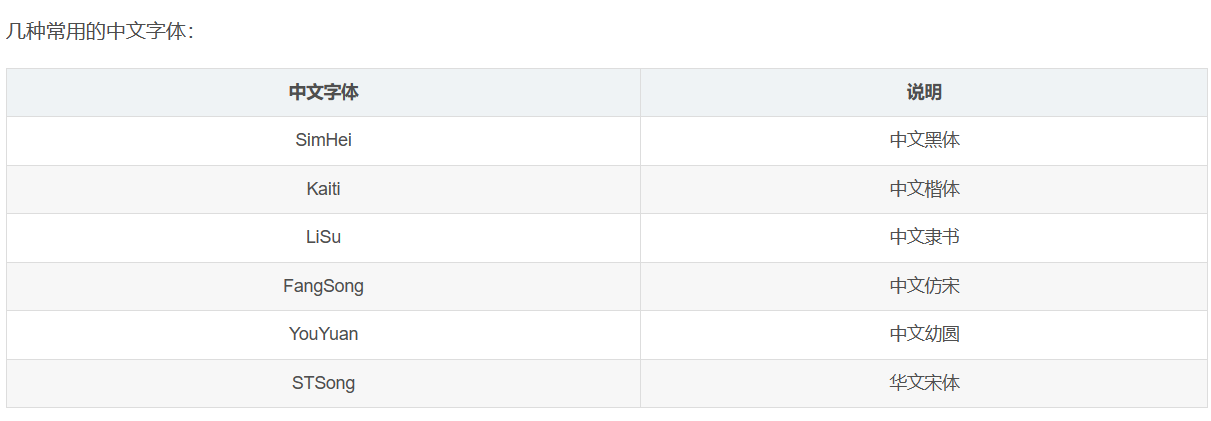 几种常用的中文字体：
中文字体 说明
SimHei 中文黑体
Kaiti 中文楷体
LiSu 中文隶书
FangSong 中文仿宋
YouYuan 中文幼圆
STSong 华文宋体